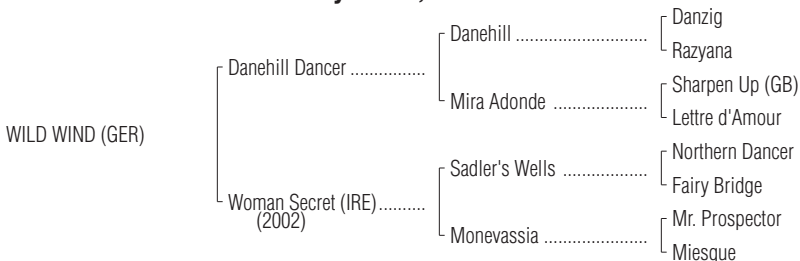 Danzig
Danehill ............................
Razyana
Danehill Dancer ................
Sharpen Up (GB)
Mira Adonde ....................
Lettre d'Amour
WILD WIND (GER)
Northern Dancer
Sadler's Wells ..................
Fairy Bridge
Woman Secret (IRE)..........
(2002)
Mr. Prospector
Monevassia ......................
Miesque